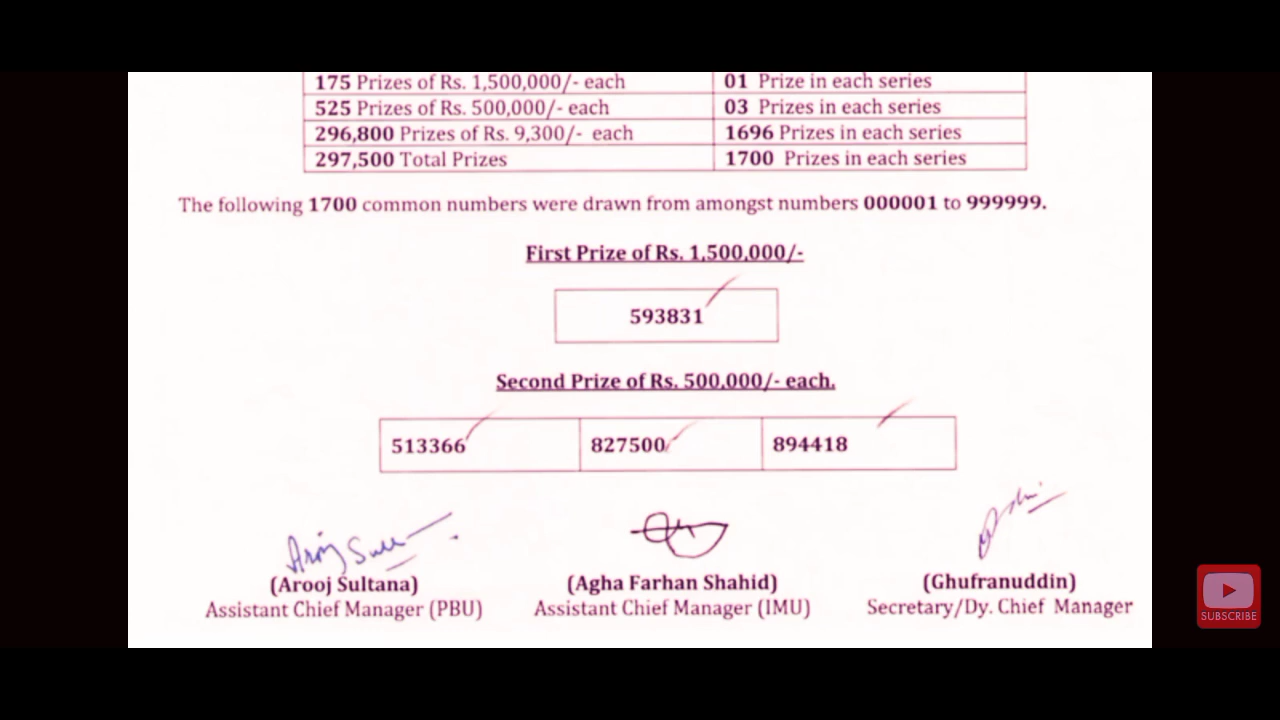 175 Prizes of Rs. 1,500,000/- each 01 Prize in each series
525 Prizes of Rs. 500,000/- each 03 Prizes in each series
296,800 Prizes of Rs. 9,300/- each 1696 Prizes in each series
297,500 Total Prizes 1700 Prizes in each series
The following 1700 common numbers were drawn from amongst numbers 000001 to 999999.
First Prize of Rs. 1,500,000/-
593831
Second Prize of Rs. 500,000/- each.
513366 827500 894418
(Arooj Sultana) (Agha Farhan Shahid) (Ghufranuddin)
Assistant Chief Manager (PBU) Assistant Chief Manager (IMU) Secretary/Dy. Chief Manager
SUBSCRIBE